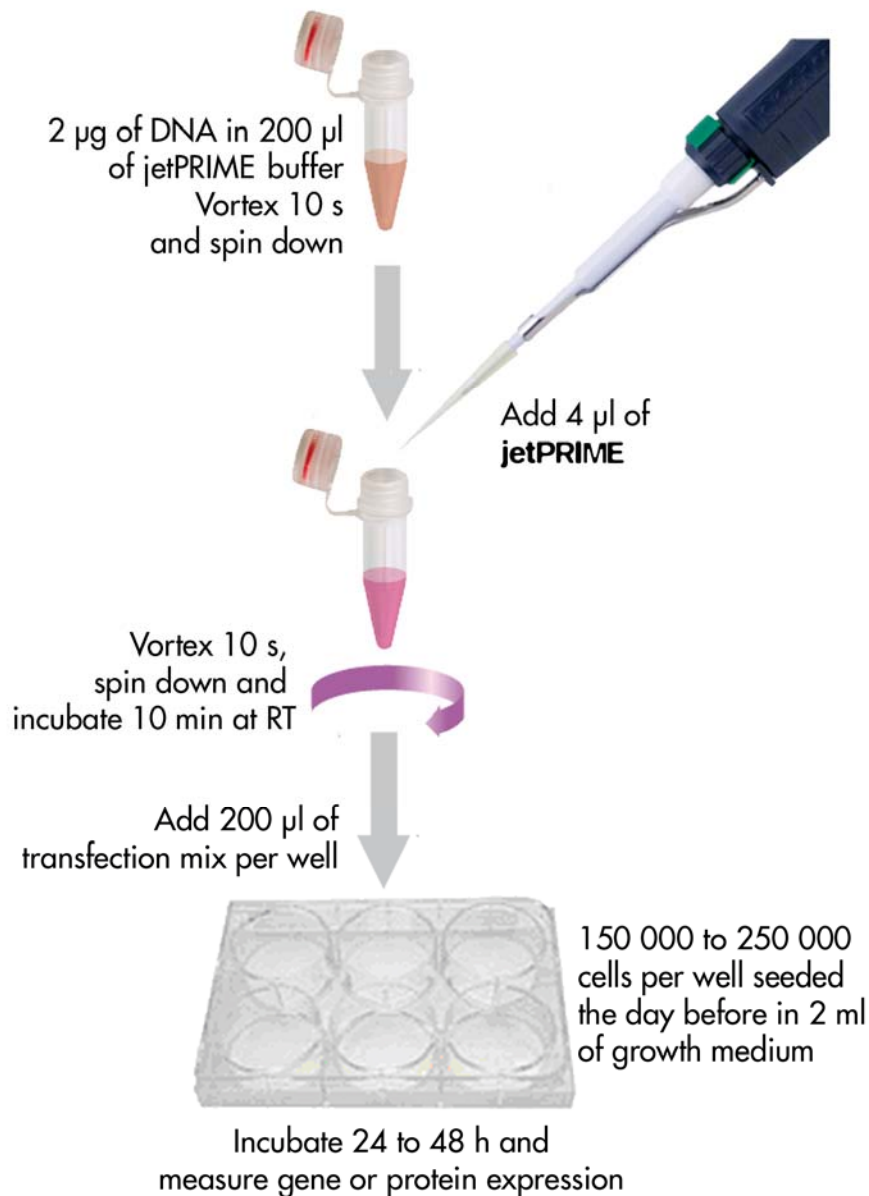 2 µg of DNA in 200 µl
of jetPRIME buffer
Vortex 10 s
and spin down
Add 4 µl of
jetPRIME
Vortex 10 s,
spin down and
incubate 10 min at RT
Add 200 µl of
transfection mix per well
150 000 to 250 000
cells per well seeded
the day before in 2 ml
of growth medium
Incubate 24 to 48 h and
measure gene or protein expression